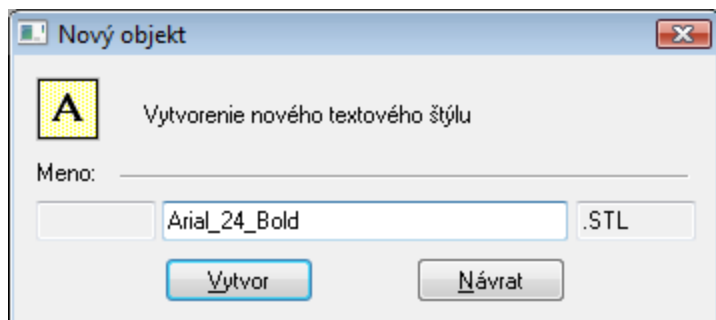 Nový objekt
A
Vytvorenie nového textového štýlu
Meno:
Arial_24_Bold .STL
Vytvor Návrat